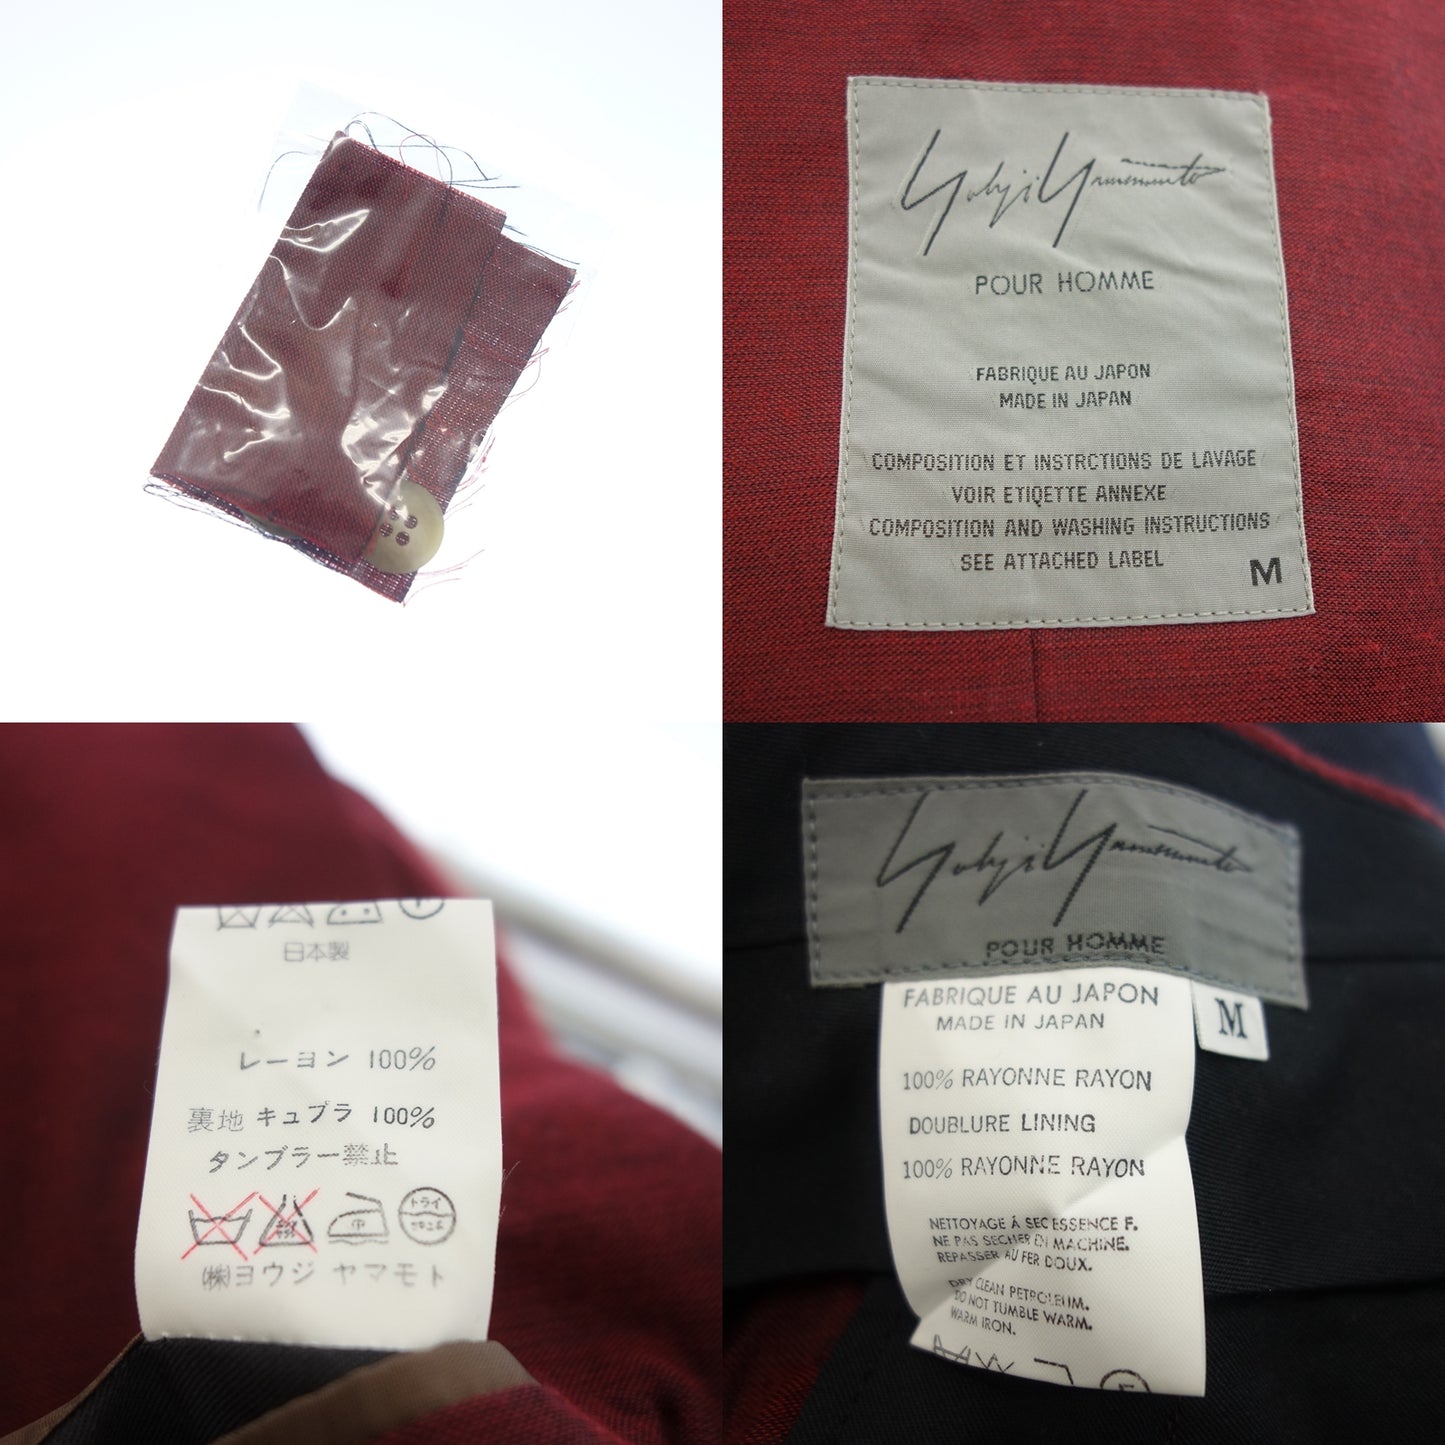 Yohji Yamamoto
POUR HOMME
FABRIQUE AU JAPON
MADE IN JAPAN
COMPOSITION ET INSTRCTIONS DE LAVAGE
VOIR ETIQETTE ANNEXE
COMPOSITION AND WASHING INSTRUCTIONS
SEE ATTACHED LABEL
M
日本製
レーヨン 100%
裏地 キュプラ 100%
タンブラー禁止
ドライ
㈱ヨウジ ヤマモト
Yohji Yamamoto
POUR HOMME
FABRIQUE AU JAPON
MADE IN JAPAN
M
100% RAYONNE RAYON
DOUBLURE LINING
100% RAYONNE RAYON
NETTOYAGE À SEC ESSENCE F.
NE PAS SECHER EN MACHINE.
REPASSER AU FER DOUX.
DRY CLEAN PETROLEUM.
DO NOT TUMBLE WARM.
WARM IRON.